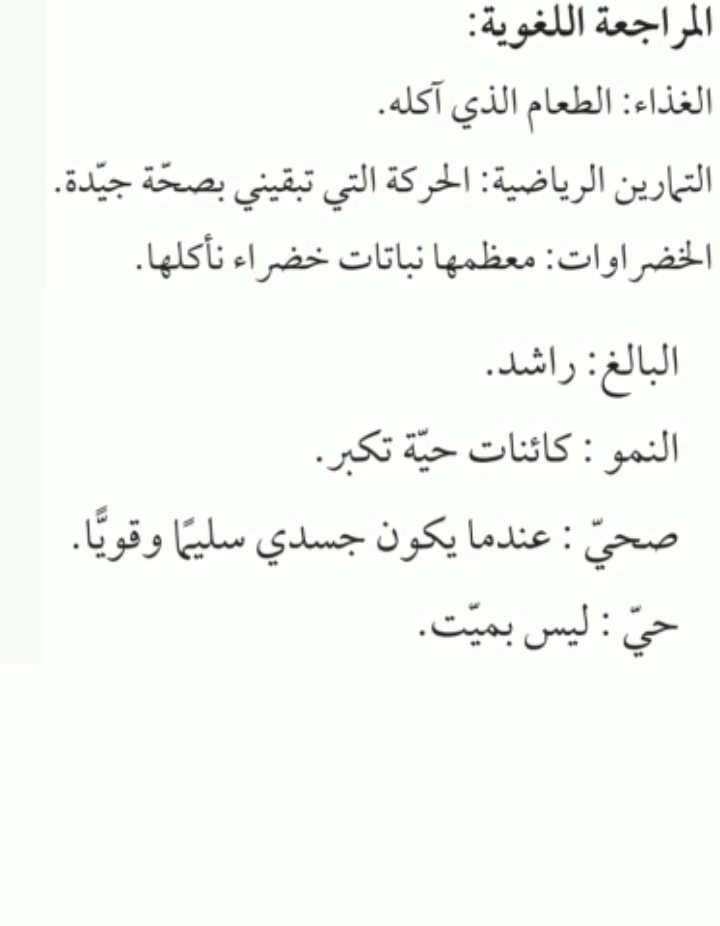 المراجعة اللغوية:
الغذاء: الطعام الذي آكله.
التمارين الرياضية: الحركة التي تبقيني بصحّة جيّدة.
الخضراوات: معظمها نباتات خضراء نأكلها.
البالغ: راشد.
النمو : كائنات حيّة تكبر.
صحيّ : عندما يكون جسدي سليمًا وقويًّا.
حيّ : ليس بميّت.